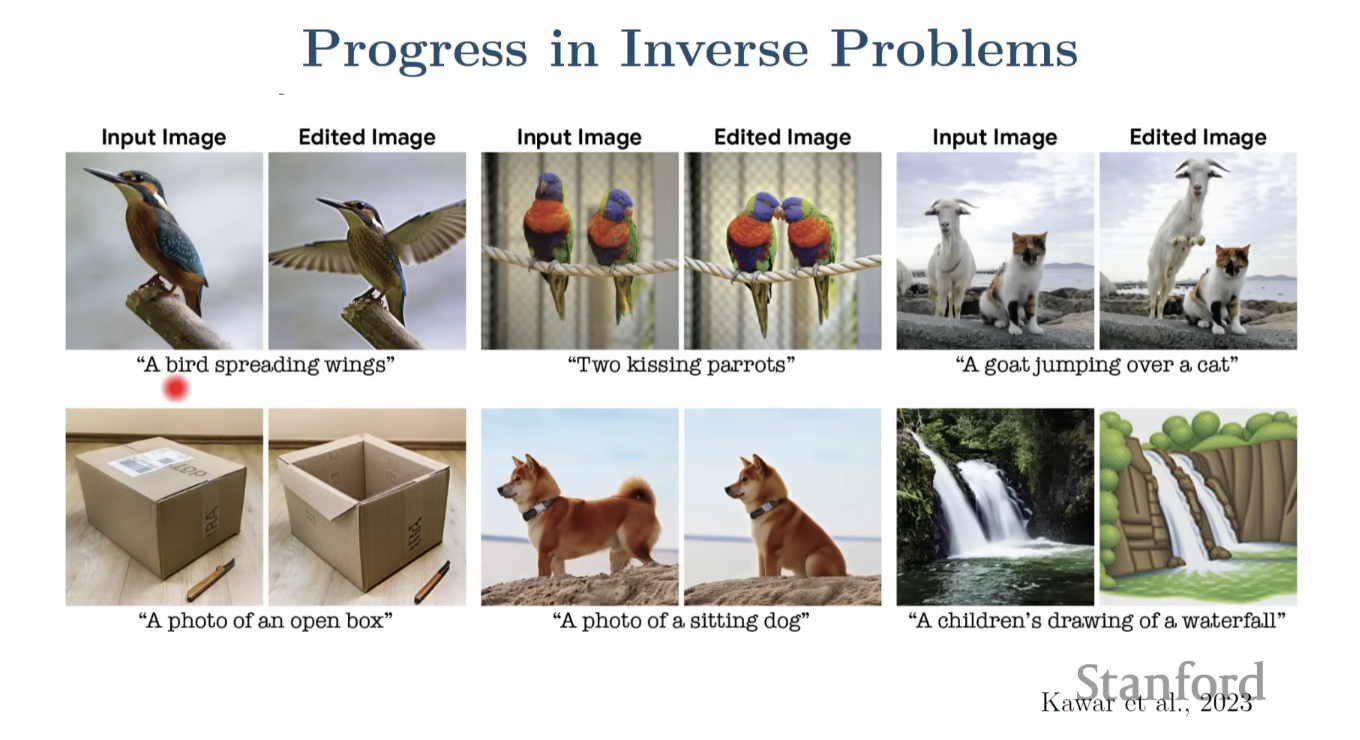 Progress in Inverse Problems
Input Image Edited Image Input Image Edited Image Input Image Edited Image
“A bird spreading wings” “Two kissing parrots” “A goat jumping over a cat”
TOP
“A photo of an open box” “A photo of a sitting dog” “A children’s drawing of a waterfall”
Stanford
Kawar et al., 2023